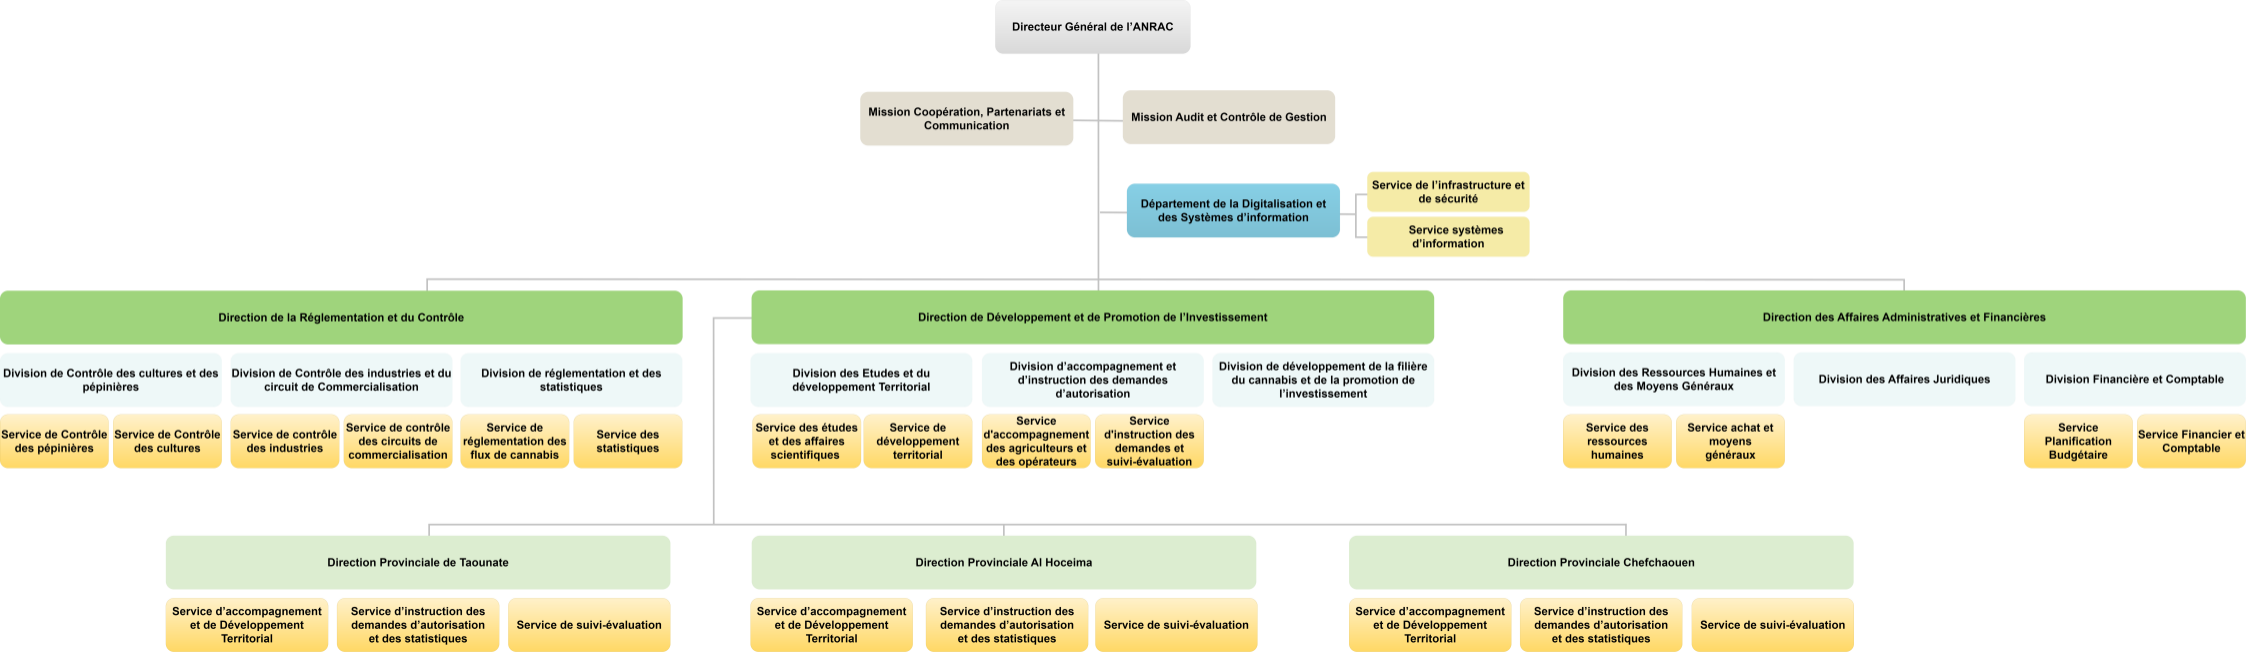 Directeur Général de l’ANRAC
Mission Coopération, Partenariats et
Communication
Mission Audit et Contrôle de Gestion
Département de la Digitalisation et
des Systèmes d’information
Service de l’infrastructure et
de sécurité
Service systèmes
d’information
Direction de la Réglementation et du Contrôle
Division de Contrôle des cultures et des
pépinières
Division de Contrôle des industries et du
circuit de Commercialisation
Division de réglementation et des
statistiques
Service de Contrôle
des pépinières
Service de Contrôle
des cultures
Service de contrôle
des industries
Service de contrôle
des circuits de
commercialisation
Service de
réglementation des
flux de cannabis
Service des
statistiques
Direction de Développement et de Promotion de l’Investissement
Division des Etudes et du
développement Territorial
Division d’accompagnement et
d’instruction des demandes
d’autorisation
Division de développement de la filière
du cannabis et de la promotion de
l’investissement
Service des études
et des affaires
scientifiques
Service de
développement
territorial
Service
d'accompagnement
des agriculteurs et
des opérateurs
Service
d'instruction des
demandes et
suivi-évaluation
Direction des Affaires Administratives et Financières
Division des Ressources Humaines et
des Moyens Généraux
Division des Affaires Juridiques
Division Financière et Comptable
Service des
ressources
humaines
Service achat et
moyens
généraux
Service
Planification
Budgétaire
Service Financier et
Comptable
Direction Provinciale de Taounate
Service d’accompagnement
et de Développement
Territorial
Service d’instruction des
demandes d’autorisation
et des statistiques
Service de suivi-évaluation
Direction Provinciale Al Hoceima
Service d’accompagnement
et de Développement
Territorial
Service d’instruction des
demandes d’autorisation
et des statistiques
Service de suivi-évaluation
Direction Provinciale Chefchaouen
Service d’accompagnement
et de Développement
Territorial
Service d’instruction des
demandes d’autorisation
et des statistiques
Service de suivi-évaluation